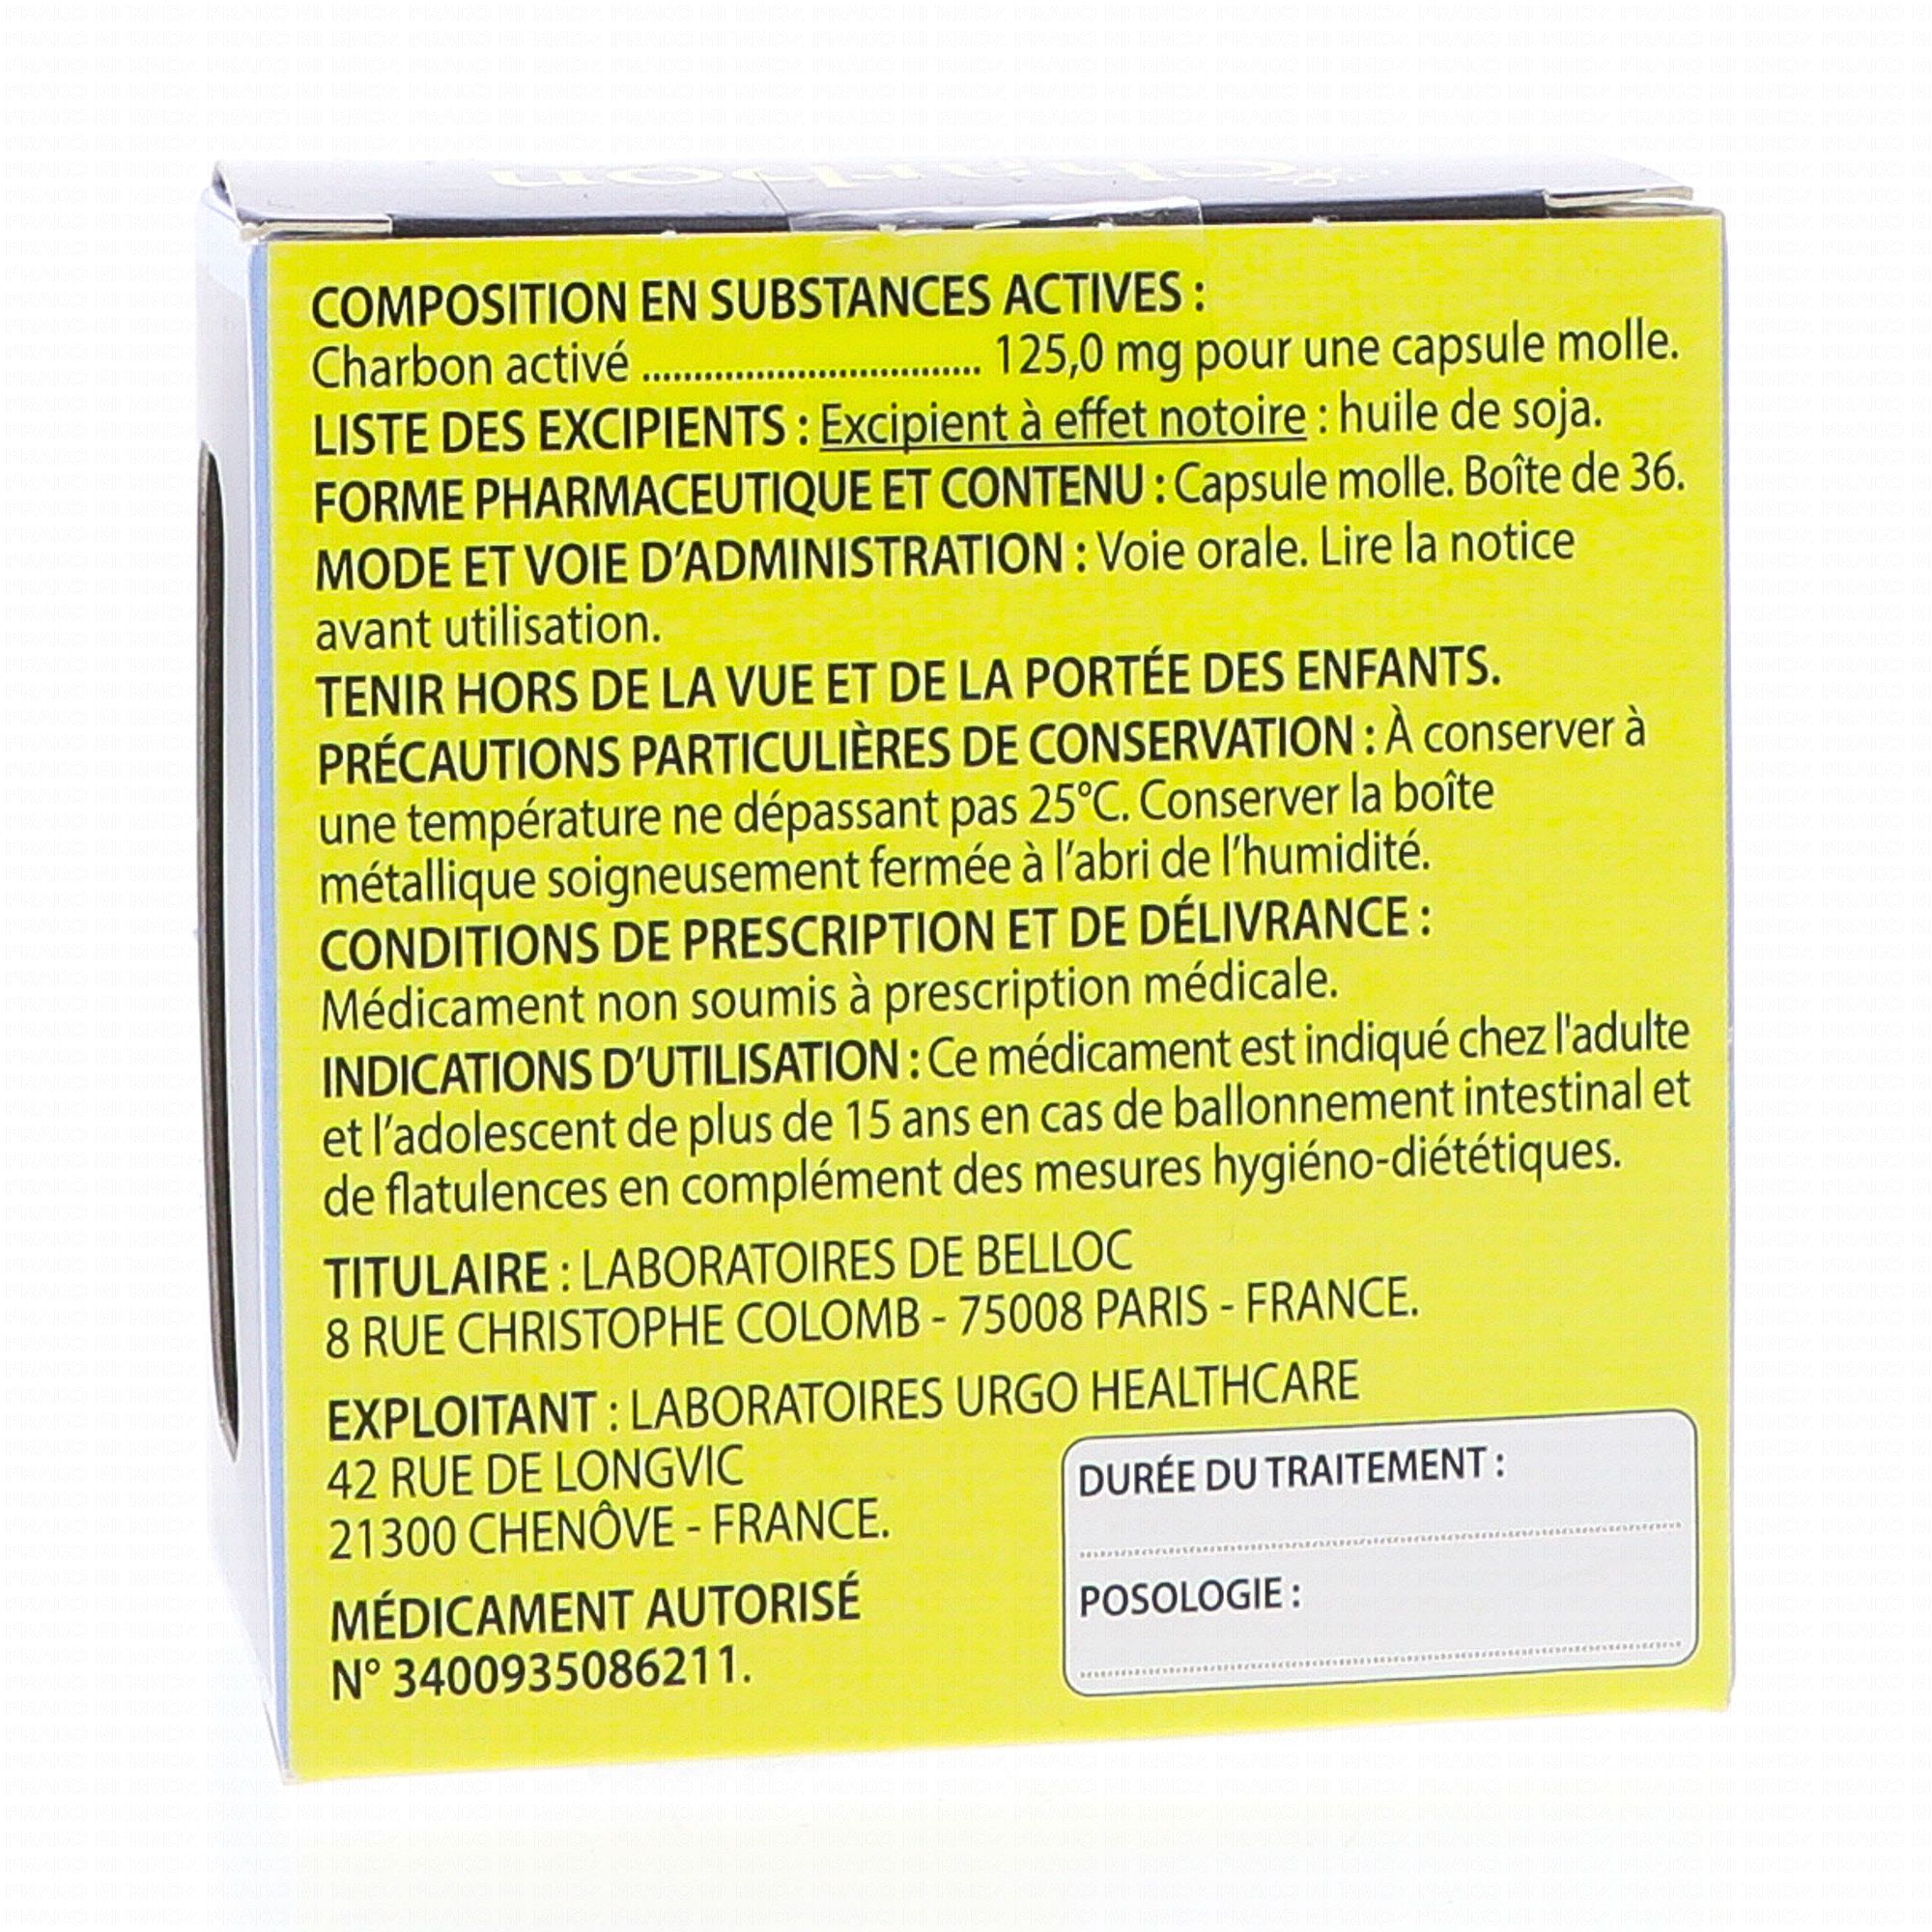 charbon
COMPOSITION EN SUBSTANCES ACTIVES :
Charbon activé ................................. 125,0 mg pour une capsule molle.
LISTE DES EXCIPIENTS : Excipient à effet notoire : huile de soja.
FORME PHARMACEUTIQUE ET CONTENU : Capsule molle. Boîte de 36.
MODE ET VOIE D’ADMINISTRATION : Voie orale. Lire la notice
avant utilisation.
TENIR HORS DE LA VUE ET DE LA PORTÉE DES ENFANTS.
PRÉCAUTIONS PARTICULIÈRES DE CONSERVATION : À conserver à
une température ne dépassant pas 25°C. Conserver la boîte
métallique soigneusement fermée à l’abri de l’humidité.
CONDITIONS DE PRESCRIPTION ET DE DÉLIVRANCE :
Médicament non soumis à prescription médicale.
INDICATIONS D’UTILISATION : Ce médicament est indiqué chez l'adulte
et l’adolescent de plus de 15 ans en cas de ballonnement intestinal et
de flatulences en complément des mesures hygiéno-diététiques.
TITULAIRE : LABORATOIRES DE BELLOC
8 RUE CHRISTOPHE COLOMB - 75008 PARIS - FRANCE.
EXPLOITANT : LABORATOIRES URGO HEALTHCARE
42 RUE DE LONGVIC
21300 CHENÔVE - FRANCE.
MÉDICAMENT AUTORISÉ
N° 3400935086211.
DURÉE DU TRAITEMENT :
POSOLOGIE :